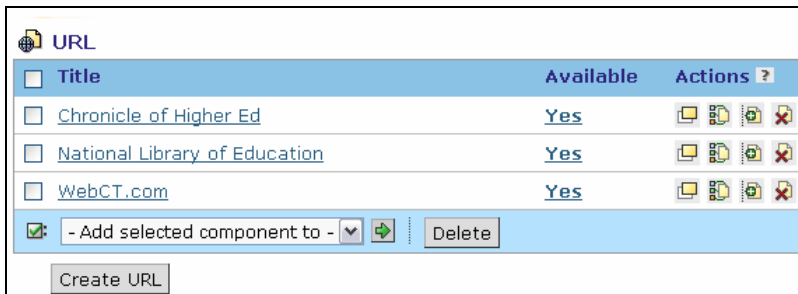 URL
Title Available Actions ?
Chronicle of Higher Ed Yes
National Library of Education Yes
WebCT.com Yes
- Add selected component to - Delete
Create URL